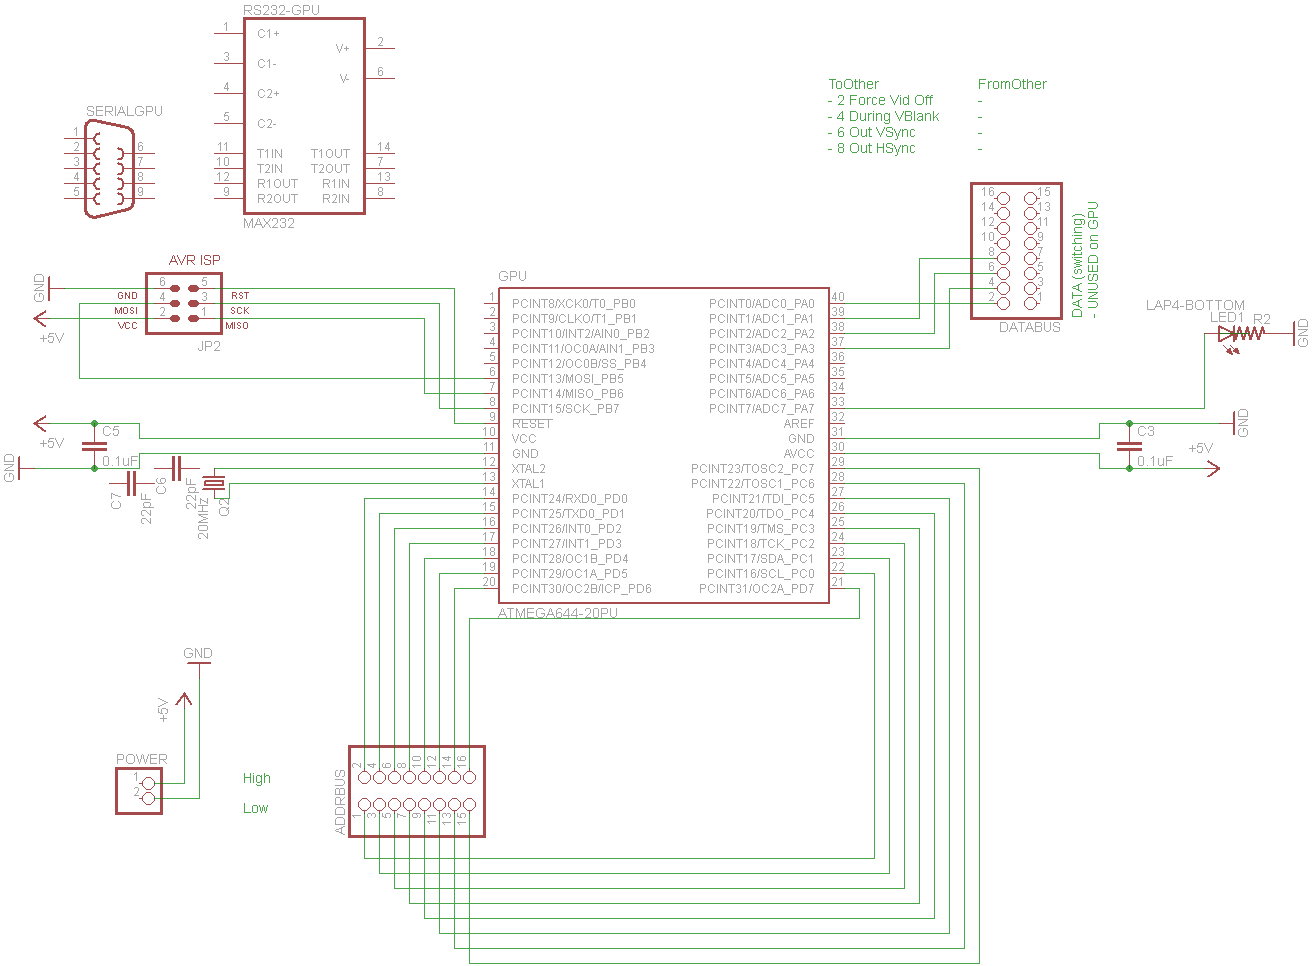 RS232-GPU
1 C1+
V+ 2
3 C1-
V- 6
4 C2+
5 C2-
11 T1IN T1OUT 14
10 T2IN T2OUT 7
12 R1OUT R1IN 13
9 R2OUT R2IN 8
MAX232
SERIALGPU
1
2 6
3 7
4 8
5 9
ToOther FromOther
- 2 Force Vid Off -
- 4 During VBlank -
- 6 Out VSync -
- 8 Out HSync -
16 15
14 13
12 11
10 9
8 7
6 5
4 3
2 1
DATABUS
DATA (switching)
- UNUSED on GPU
AVR ISP
GND
6 5
GND RST
4 3
MOSI SCK
2 1
VCC MISO
+5V
JP2
LAP4-BOTTOM
LED1 R2
GND
GPU
1 PCINT8/XCK0/T0_PB0 PCINT0/ADC0_PA0 40
2 PCINT9/CLKO/T1_PB1 PCINT1/ADC1_PA1 39
3 PCINT10/INT2/AIN0_PB2 PCINT2/ADC2_PA2 38
4 PCINT11/OC0A/AIN1_PB3 PCINT3/ADC3_PA3 37
5 PCINT12/OC0B/SS_PB4 PCINT4/ADC4_PA4 36
6 PCINT13/MOSI_PB5 PCINT5/ADC5_PA5 35
7 PCINT14/MISO_PB6 PCINT6/ADC6_PA6 34
8 PCINT15/SCK_PB7 PCINT7/ADC7_PA7 33
9 RESET AREF 32
10 VCC GND 31
11 GND AVCC 30
12 XTAL2 PCINT23/TOSC2_PC7 29
13 XTAL1 PCINT22/TOSC1_PC6 28
14 PCINT24/RXD0_PD0 PCINT21/TDI_PC5 27
15 PCINT25/TXD0_PD1 PCINT20/TDO_PC4 26
16 PCINT26/INT0_PD2 PCINT19/TMS_PC3 25
17 PCINT27/INT1_PD3 PCINT18/TCK_PC2 24
18 PCINT28/OC1B_PD4 PCINT17/SDA_PC1 23
19 PCINT29/OC1A_PD5 PCINT16/SCL_PC0 22
20 PCINT30/OC2B/ICP_PD6 PCINT31/OC2A_PD7 21
ATMEGA644-20PU
+5V
C5
0.1uF
GND
C7
22pF
C6
22pF
20MHz
Q2
GND
C3
0.1uF
+5V
GND
+5V
POWER
1
2
High
Low
ADDRBUS
2 4 6 8 10 12 14 16
1 3 5 7 9 11 13 15